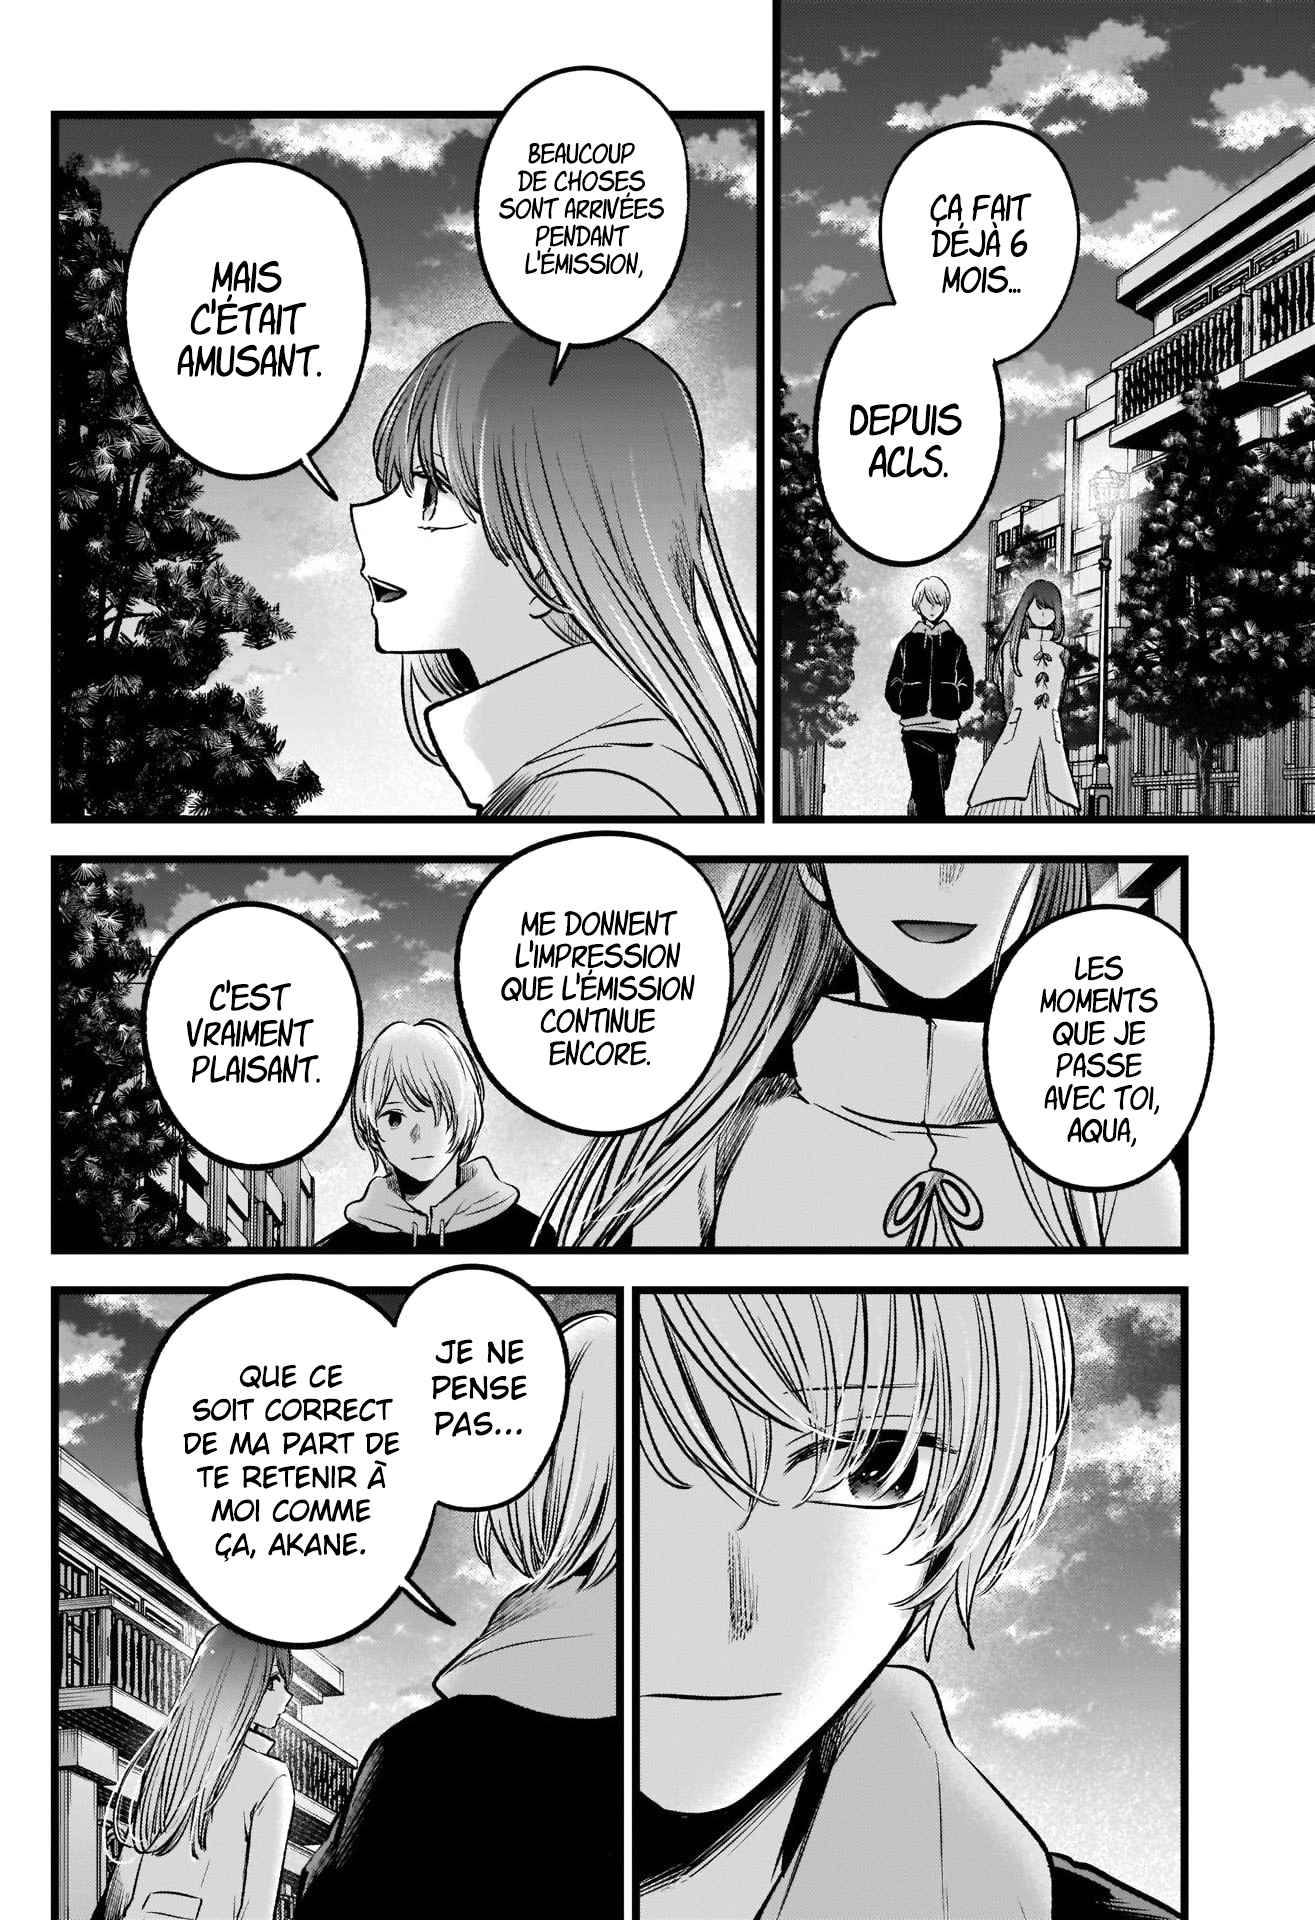 ÇA FAIT
DÉJÀ 6
MOIS...
DEPUIS
ACLS.
BEAUCOUP
DE CHOSES
SONT ARRIVÉES
PENDANT
L'ÉMISSION,
MAIS
C'ÉTAIT
AMUSANT.
LES
MOMENTS
QUE JE
PASSE
AVEC TOI,
AQUA,
ME DONNENT
L'IMPRESSION
QUE L'ÉMISSION
CONTINUE
ENCORE.
C'EST
VRAIMENT
PLAISANT.
JE NE
PENSE
PAS...
QUE CE
SOIT CORRECT
DE MA PART DE
TE RETENIR À
MOI COMME
ÇA, AKANE.